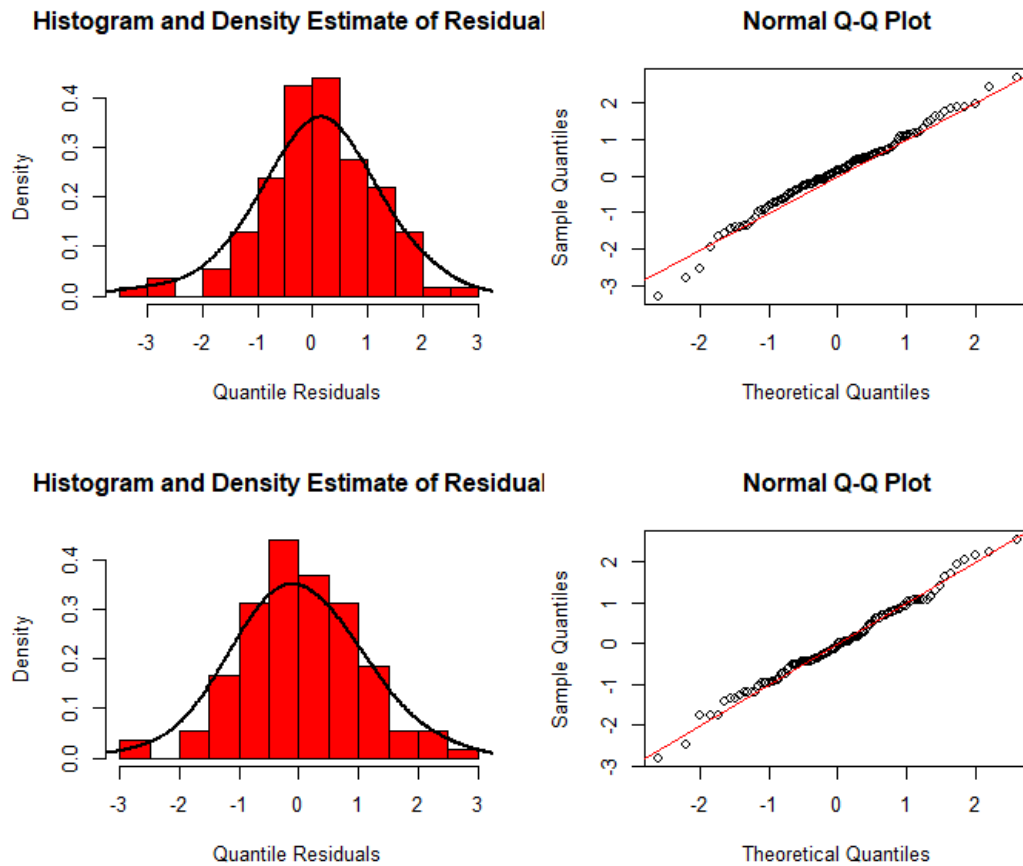 Histogram and Density Estimate of Residual
Density
0.0 0.1 0.2 0.3 0.4
-3 -2 -1 0 1 2 3
Quantile Residuals
Normal Q-Q Plot
Sample Quantiles
-3 -2 -1 0 1 2
-2 -1 0 1 2
Theoretical Quantiles
Histogram and Density Estimate of Residual
Density
0.0 0.1 0.2 0.3 0.4
-3 -2 -1 0 1 2 3
Quantile Residuals
Normal Q-Q Plot
Sample Quantiles
-3 -2 -1 0 1 2
-2 -1 0 1 2
Theoretical Quantiles